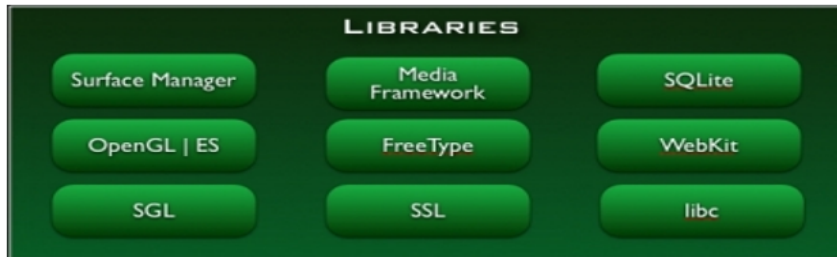 LIBRARIES
Surface Manager
Media
Framework
SQLite
OpenGL | ES
FreeType
WebKit
SGL
SSL
libc